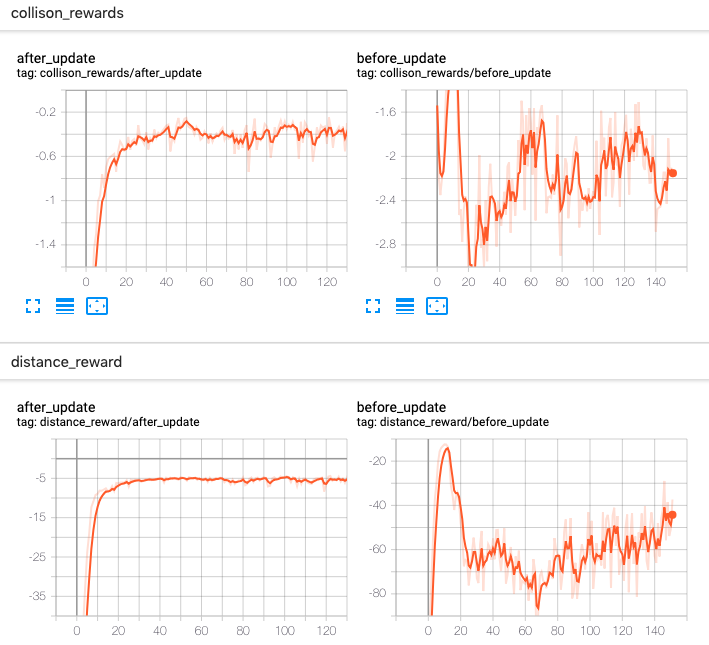 collison_rewards
after_update
tag: collison_rewards/after_update
before_update
tag: collison_rewards/before_update
-0.2
-0.6
-1
-1.4
0 20 40 60 80 100 120
-1.6
-2
-2.4
-2.8
0 20 40 60 80 100 120 140
distance_reward
after_update
tag: distance_reward/after_update
before_update
tag: distance_reward/before_update
-5
-15
-25
-35
0 20 40 60 80 100 120
-20
-40
-60
-80
0 20 40 60 80 100 120 140